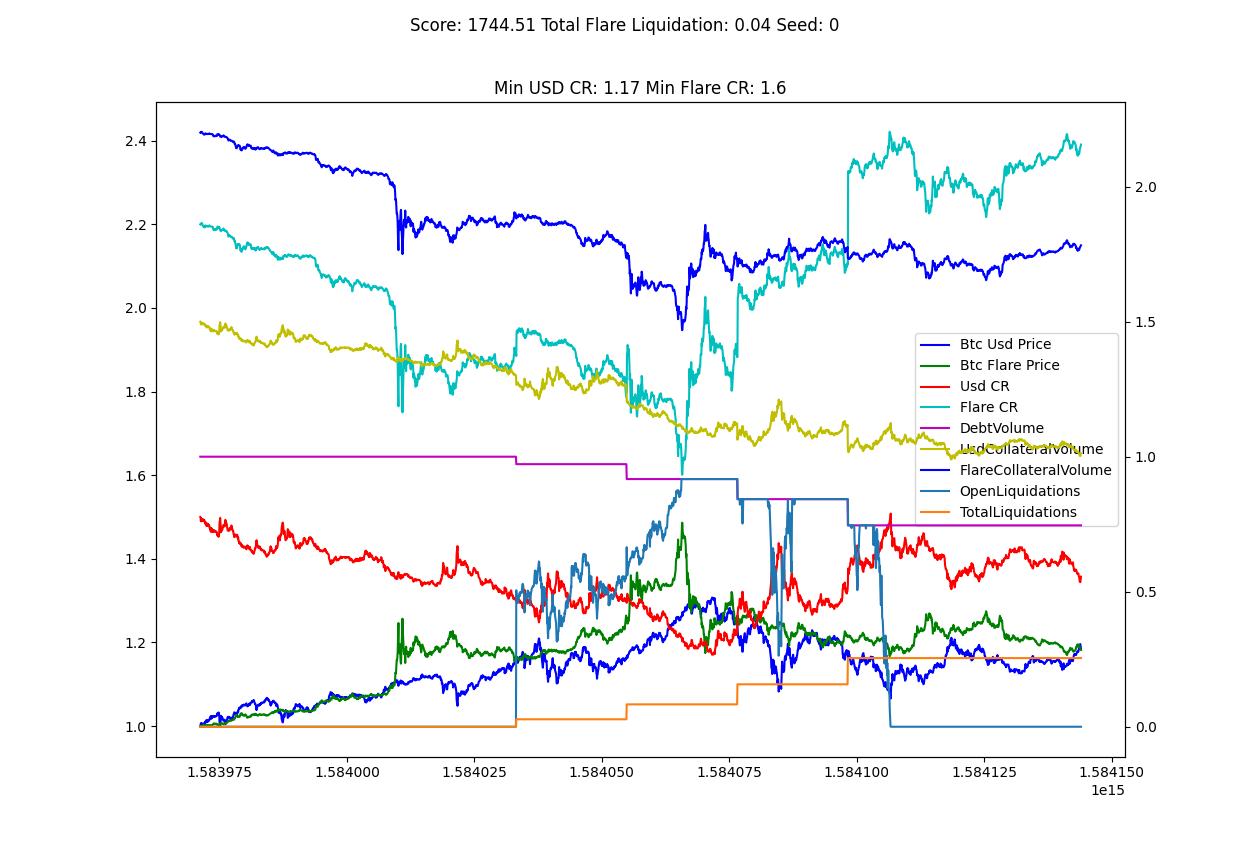 Score: 1744.51 Total Flare Liquidation: 0.04 Seed: 0
Min USD CR: 1.17 Min Flare CR: 1.6
2.4
2.2
2.0
1.8
1.6
1.4
1.2
1.0
2.0
1.5
1.0
0.5
0.0
Btc Usd Price
Btc Flare Price
Usd CR
Flare CR
DebtVolume
UsdCollateralVolume
FlareCollateralVolume
OpenLiquidations
TotalLiquidations
1.583975 1.584000 1.584025 1.584050 1.584075 1.584100 1.584125 1.584150
1e15